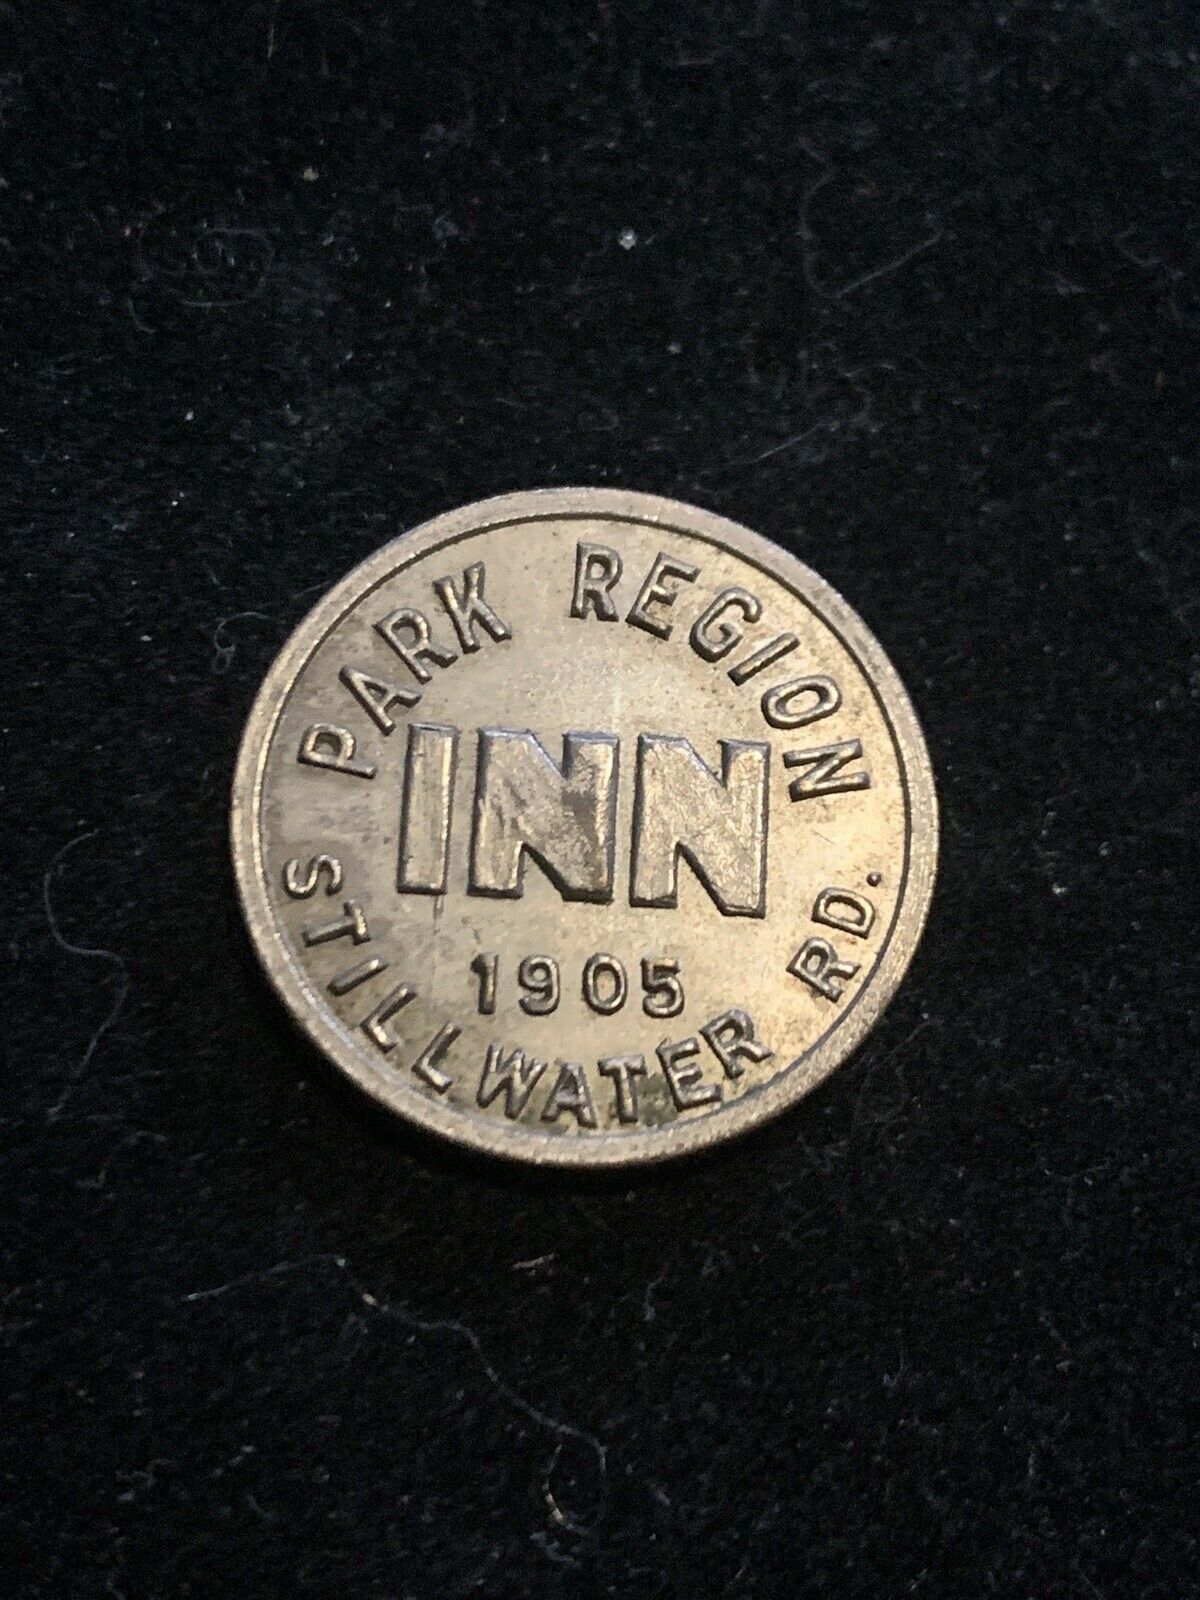 PARK REGION
INN
1905
STILLWATER RD.